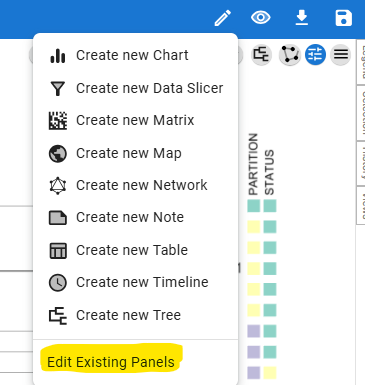 Create new Chart
Create new Data Slicer
Create new Matrix
Create new Map
Create new Network
Create new Note
Create new Table
Create new Timeline
Create new Tree
Edit Existing Panels
PARTITION
STATUS